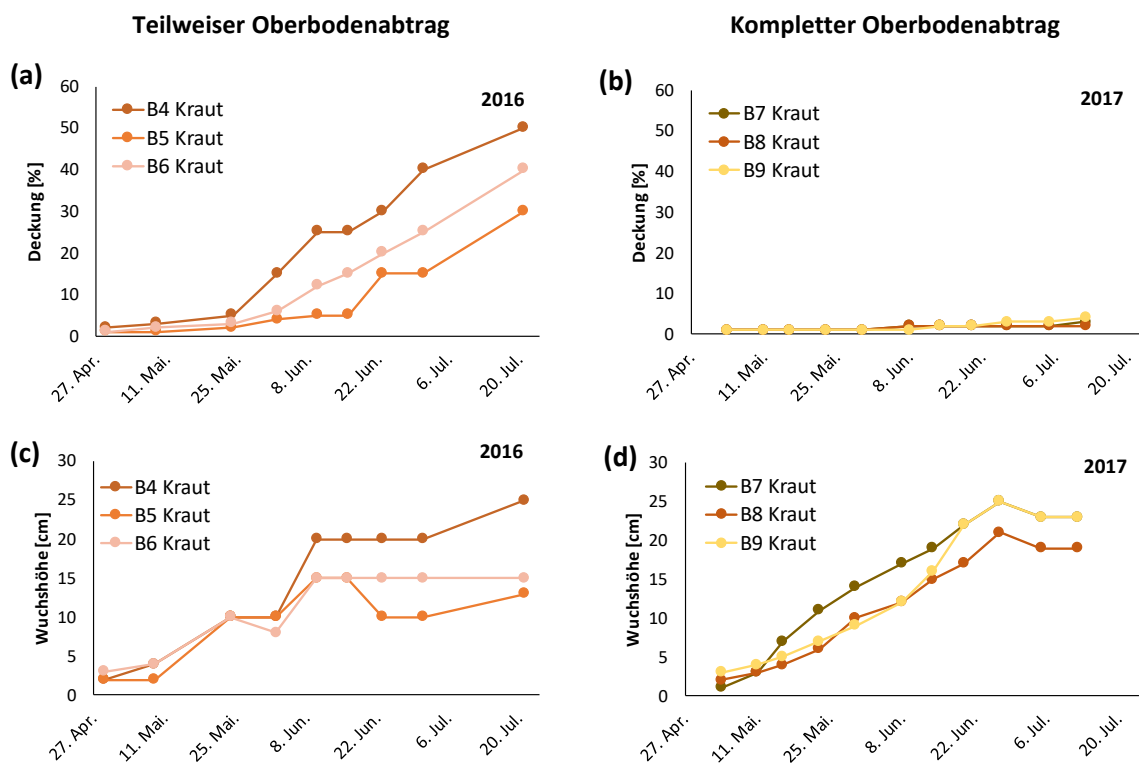 Teilweiser Oberbodenabtrag
Kompletter Oberbodenabtrag
(a)
2016
B4 Kraut
B5 Kraut
B6 Kraut
Deckung [%]
60
50
40
30
20
10
0
27. Apr.
11. Mai.
25. Mai.
8. Jun.
22. Jun.
6. Jul.
20. Jul.
(b)
2017
B7 Kraut
B8 Kraut
B9 Kraut
Deckung [%]
60
50
40
30
20
10
0
27. Apr.
11. Mai.
25. Mai.
8. Jun.
22. Jun.
6. Jul.
20. Jul.
(c)
2016
B4 Kraut
B5 Kraut
B6 Kraut
Wuchshöhe [cm]
30
25
20
15
10
5
0
27. Apr.
11. Mai.
25. Mai.
8. Jun.
22. Jun.
6. Jul.
20. Jul.
(d)
2017
B7 Kraut
B8 Kraut
B9 Kraut
Wuchshöhe [cm]
30
25
20
15
10
5
0
27. Apr.
11. Mai.
25. Mai.
8. Jun.
22. Jun.
6. Jul.
20. Jul.